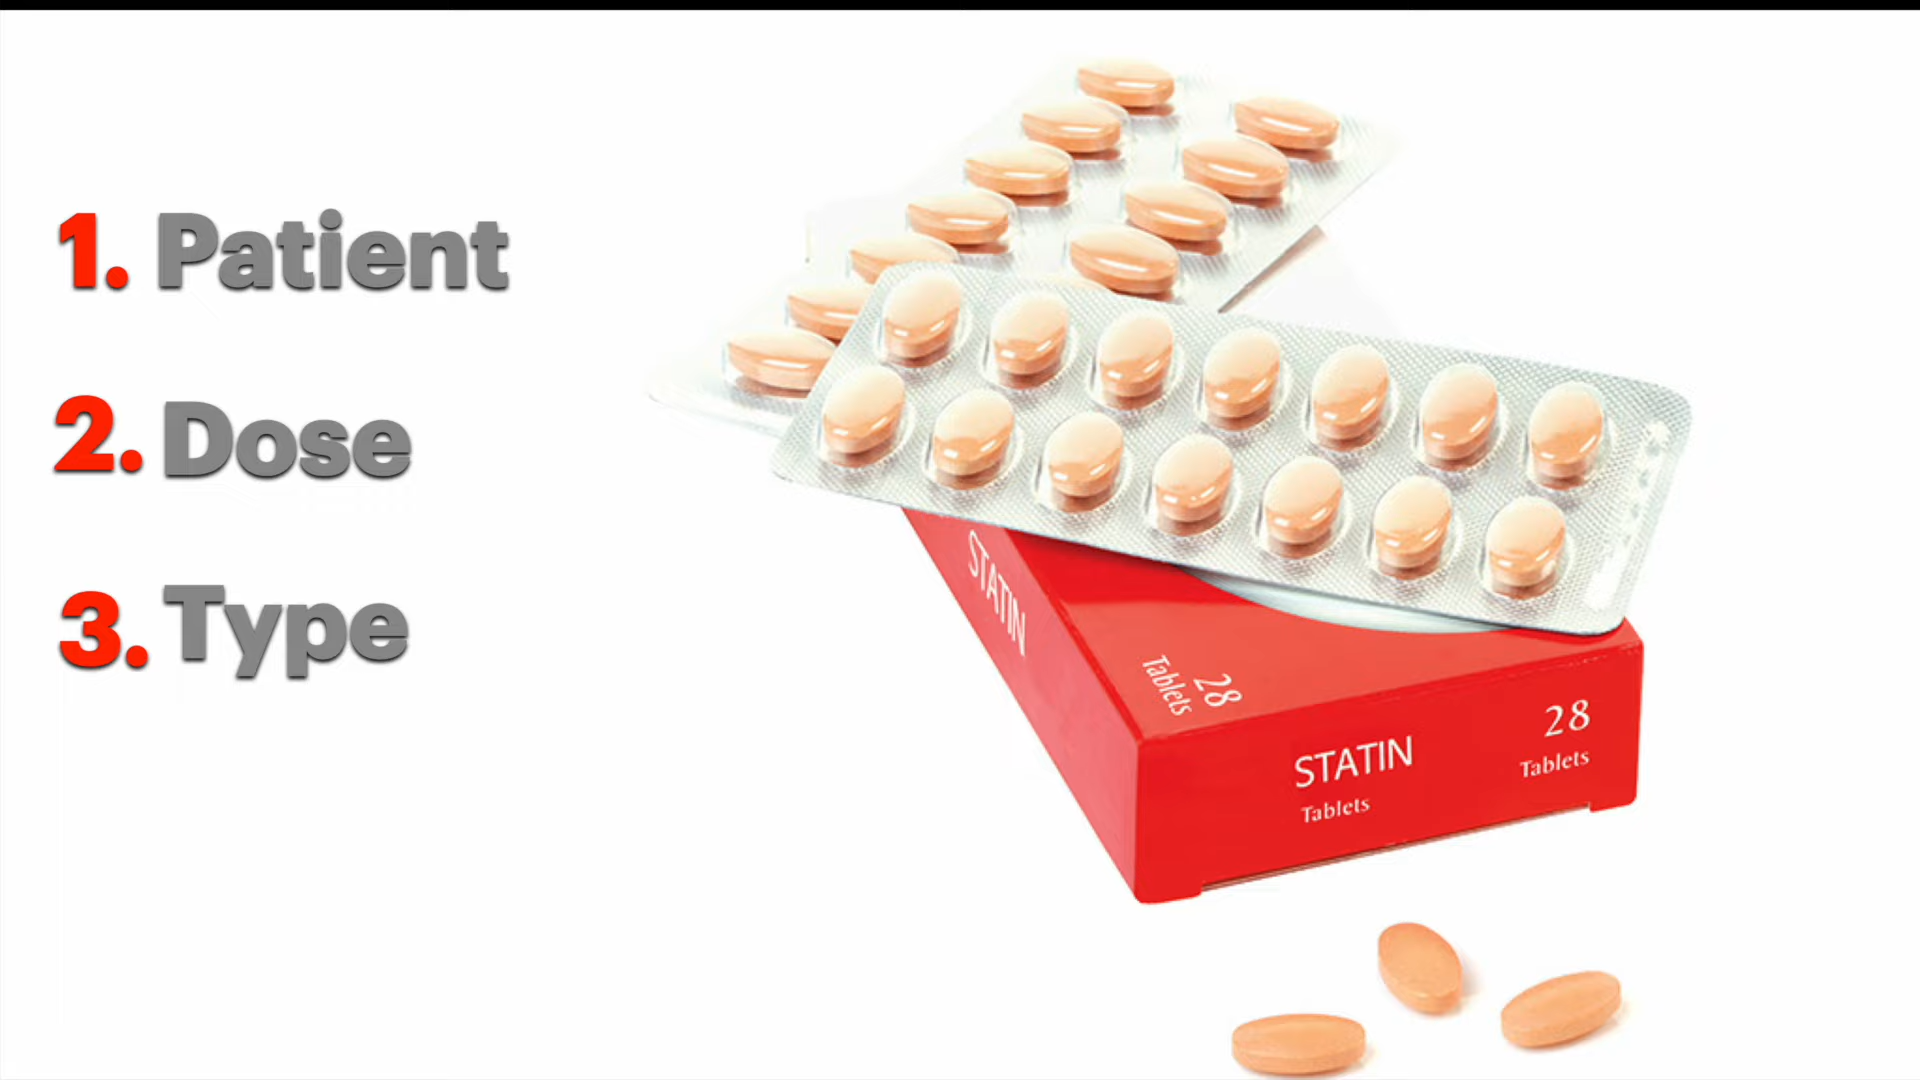 1. Patient
2. Dose
3. Type
STATIN
28
Tablets
STATIN
Tablets
28
Tablets